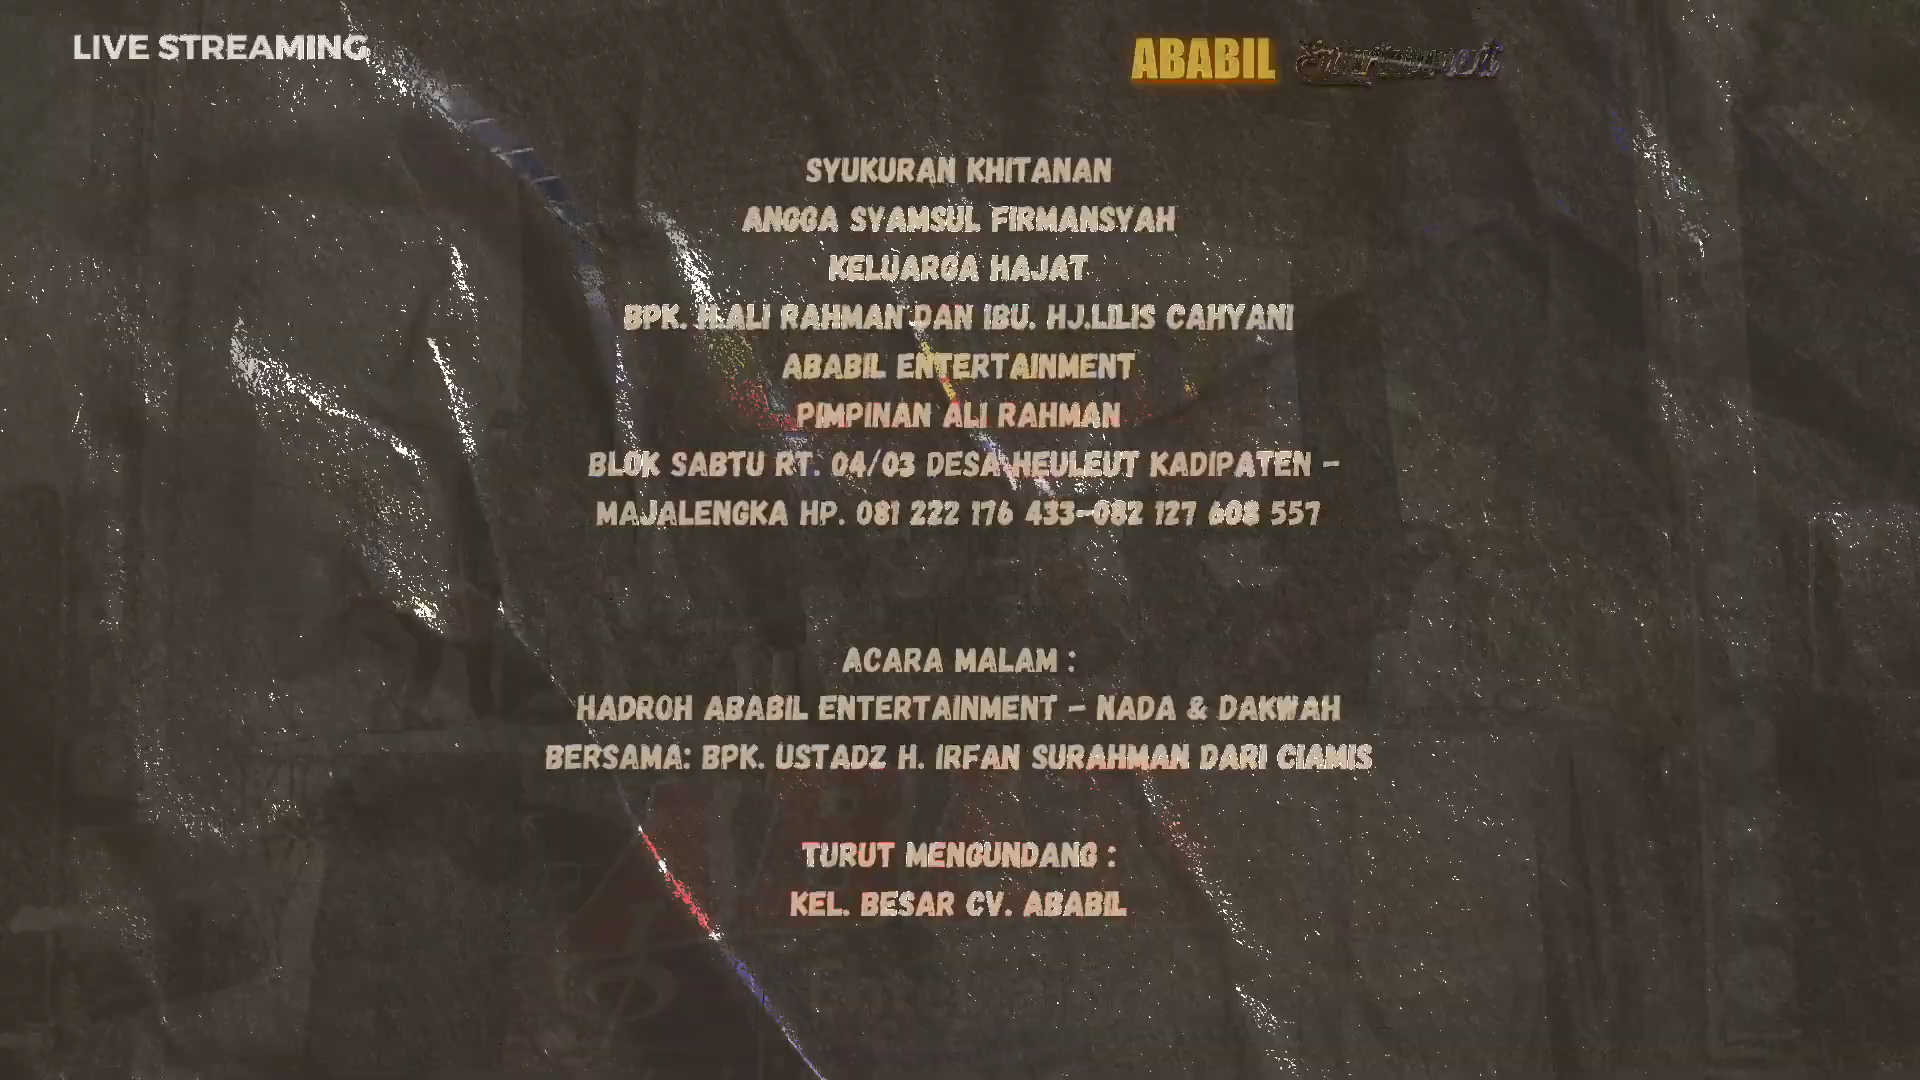 LIVE STREAMING
ABABIL Entertainment
SYUKURAN KHITANAN
ANGGA SYAMSUL FIRMANSYAH
KELUARGA HAJAT
BPK. H.ALI RAHMAN DAN IBU. HJ.LILIS CAHYANI
ABABIL ENTERTAINMENT
PIMPINAN ALI RAHMAN
BLOK SABTU RT. 04/03 DESA HEULEUT KADIPATEN -
MAJALENGKA HP. 081 222 176 433-082 127 608 557
ACARA MALAM :
HADROH ABABIL ENTERTAINMENT - NADA & DAKWAH
BERSAMA: BPK. USTADZ H. IRFAN SURAHMAN DARI CIAMIS
TURUT MENGUNDANG :
KEL. BESAR CV. ABABIL